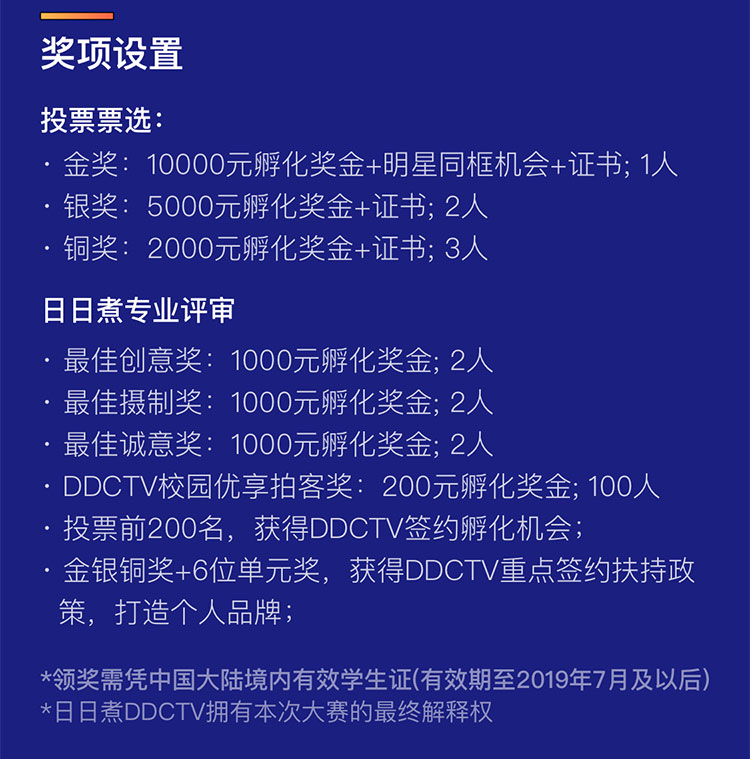 奖项设置
投票票选：
· 金奖：10000元孵化奖金+明星同框机会+证书; 1人
· 银奖：5000元孵化奖金+证书; 2人
· 铜奖：2000元孵化奖金+证书; 3人
日日煮专业评审
· 最佳创意奖：1000元孵化奖金; 2人
· 最佳摄制奖：1000元孵化奖金; 2人
· 最佳诚意奖：1000元孵化奖金; 2人
· DDCTV校园优享拍客奖：200元孵化奖金; 100人
· 投票前200名，获得DDCTV签约孵化机会；
· 金银铜奖+6位单元奖，获得DDCTV重点签约扶持政
策，打造个人品牌；
*领奖需凭中国大陆境内有效学生证(有效期至2019年7月及以后)
*日日煮DDCTV拥有本次大赛的最终解释权